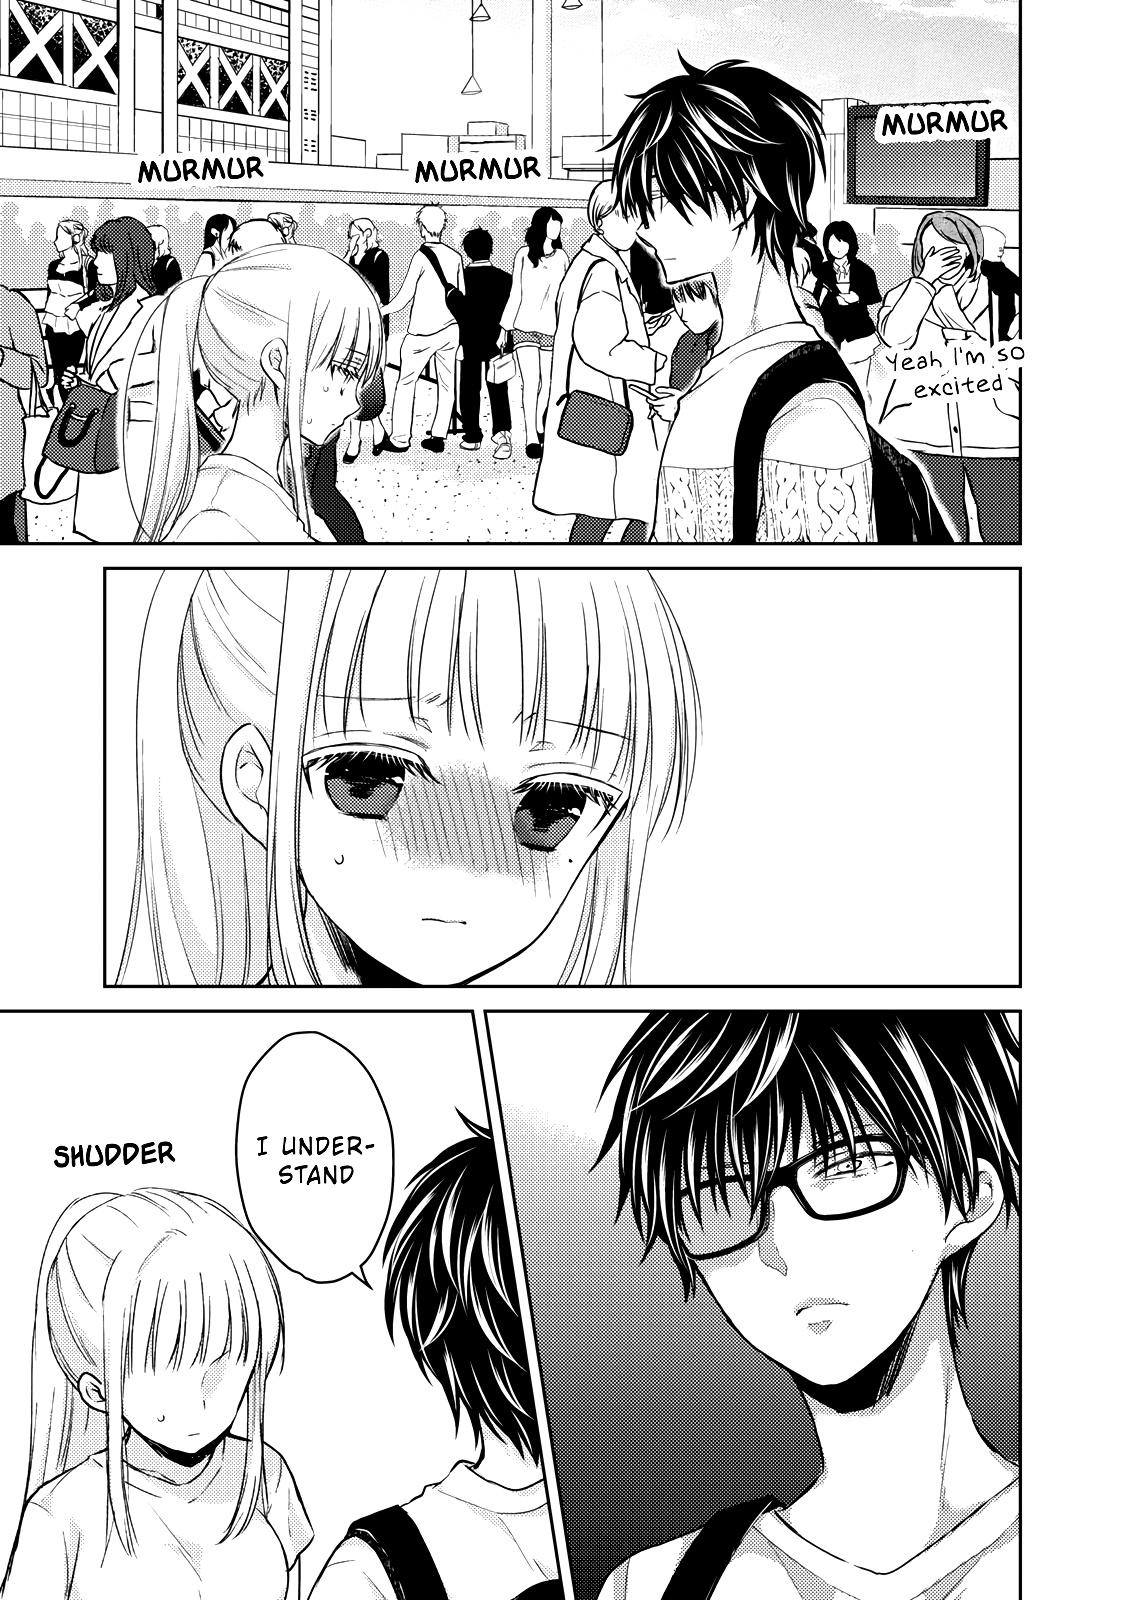 MURMUR
MURMUR
MURMUR
Yeah I'm so
excited
I UNDER-
STAND
SHUDDER